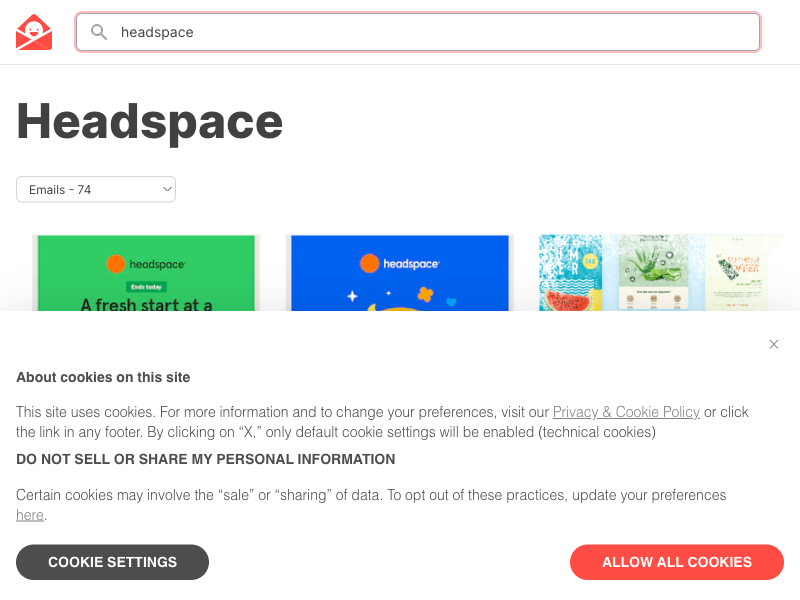 headspace
Headspace
Emails - 74
headspace
Ends today
A fresh start at a
headspace
About cookies on this site
This site uses cookies. For more information and to change your preferences, visit our Privacy & Cookie Policy or click
the link in any footer. By clicking on “X,” only default cookie settings will be enabled (technical cookies)
DO NOT SELL OR SHARE MY PERSONAL INFORMATION
Certain cookies may involve the “sale” or “sharing” of data. To opt out of these practices, update your preferences
here.
COOKIE SETTINGS
ALLOW ALL COOKIES